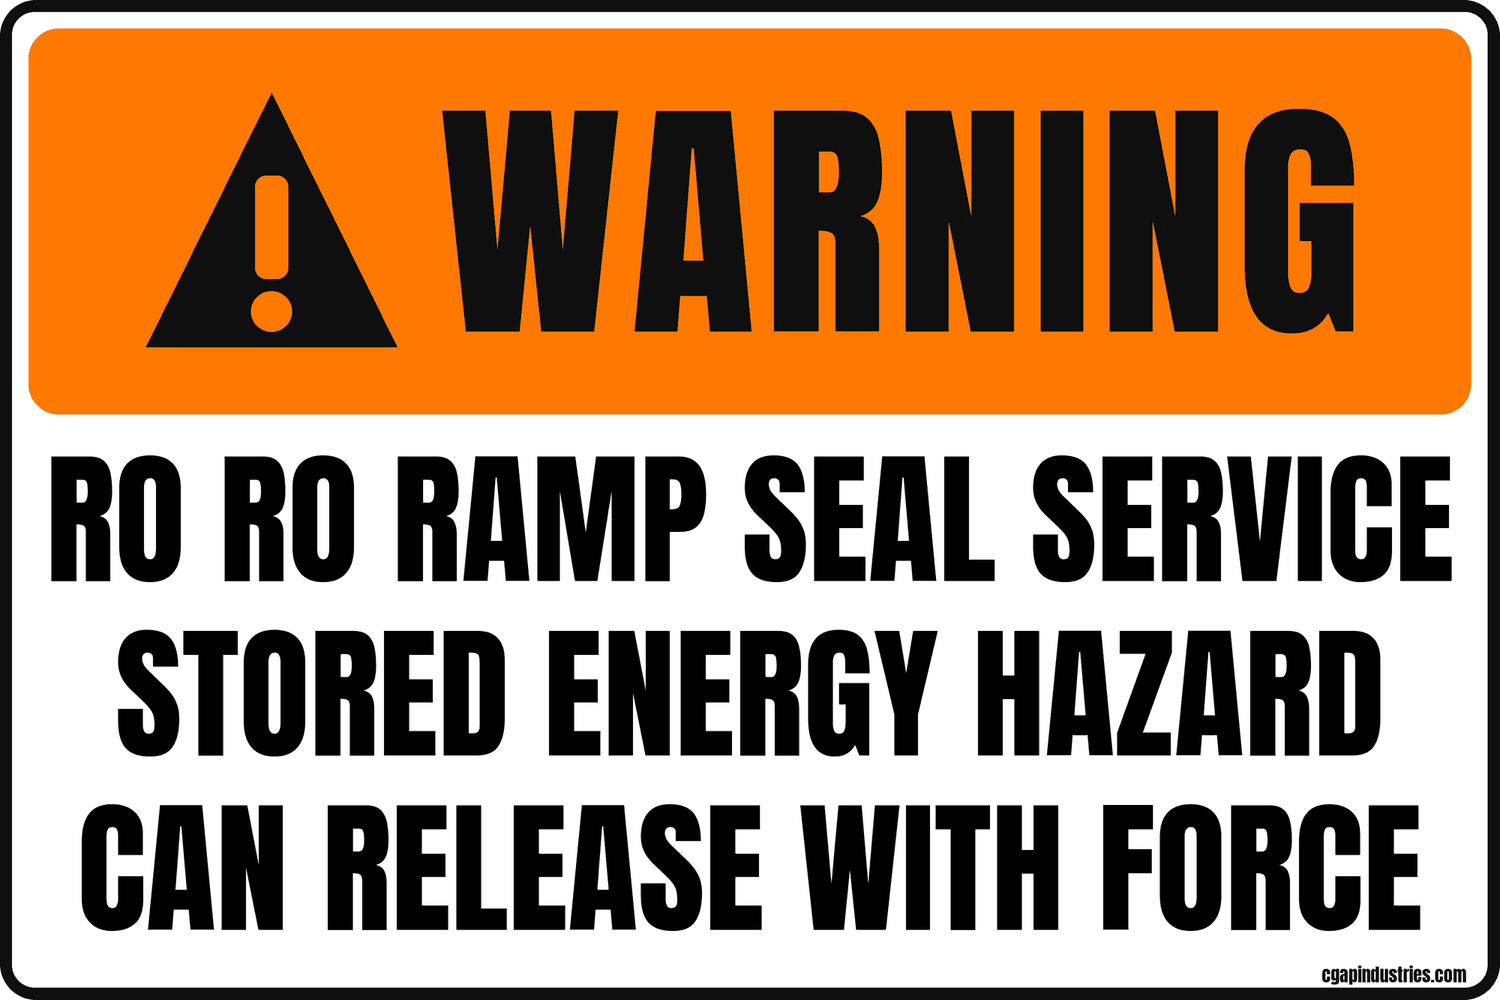 WARNING
RO RO RAMP SEAL SERVICE
STORED ENERGY HAZARD
CAN RELEASE WITH FORCE
cgapindustries.com